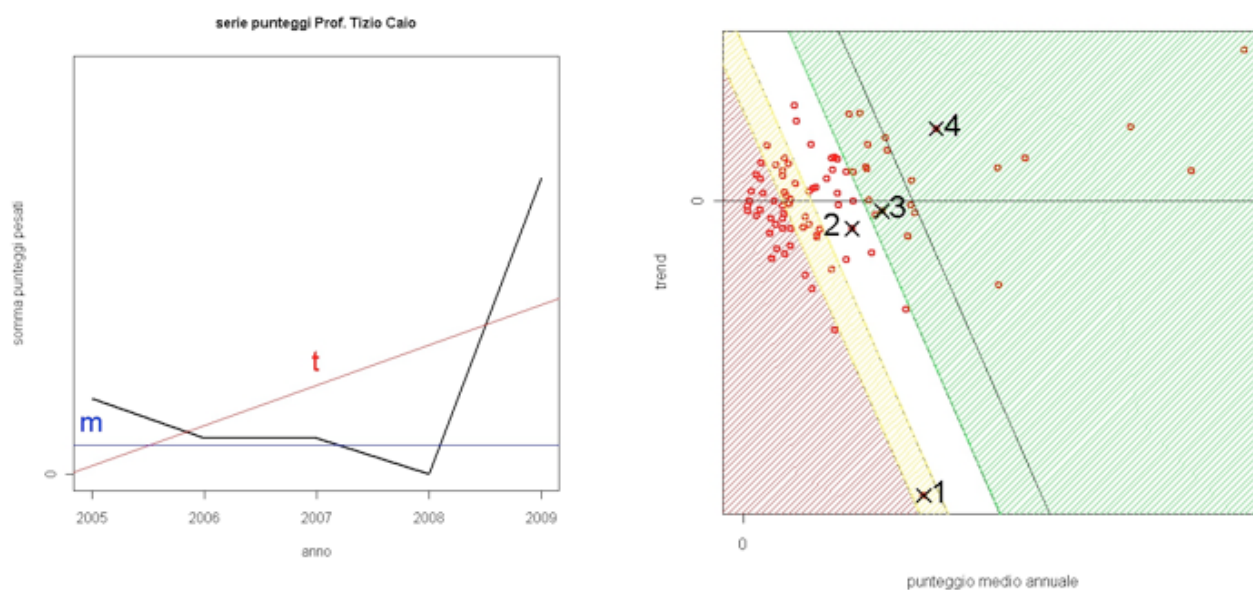 serie punteggi Prof. Tizio Caio
somma punteggi pesati
0
m
t
2005 2006 2007 2008 2009
anno
trend
0
4
3
2
1
0
punteggio medio annuale